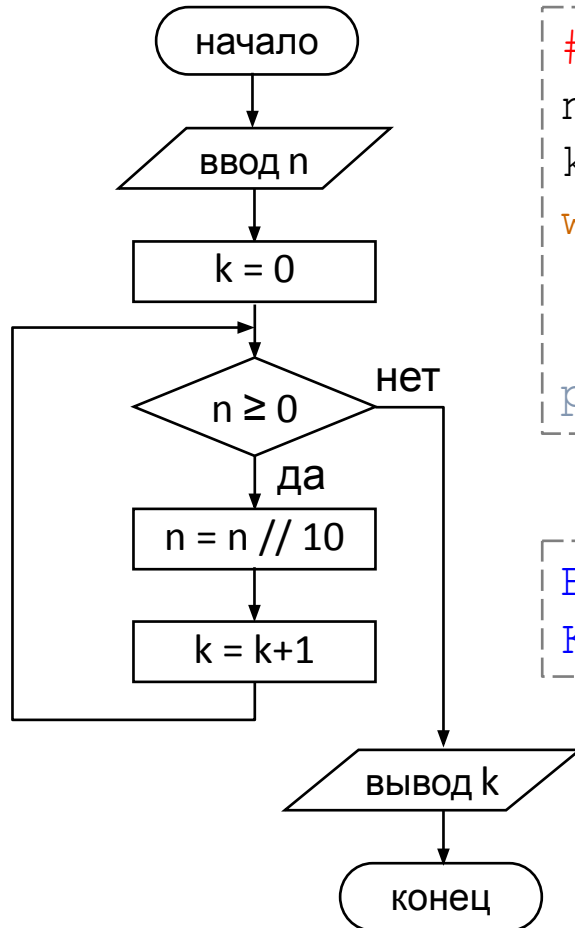 начало
ввод n
k = 0
n ≥ 0
нет
да
n = n // 10
k = k+1
вывод k
конец
#